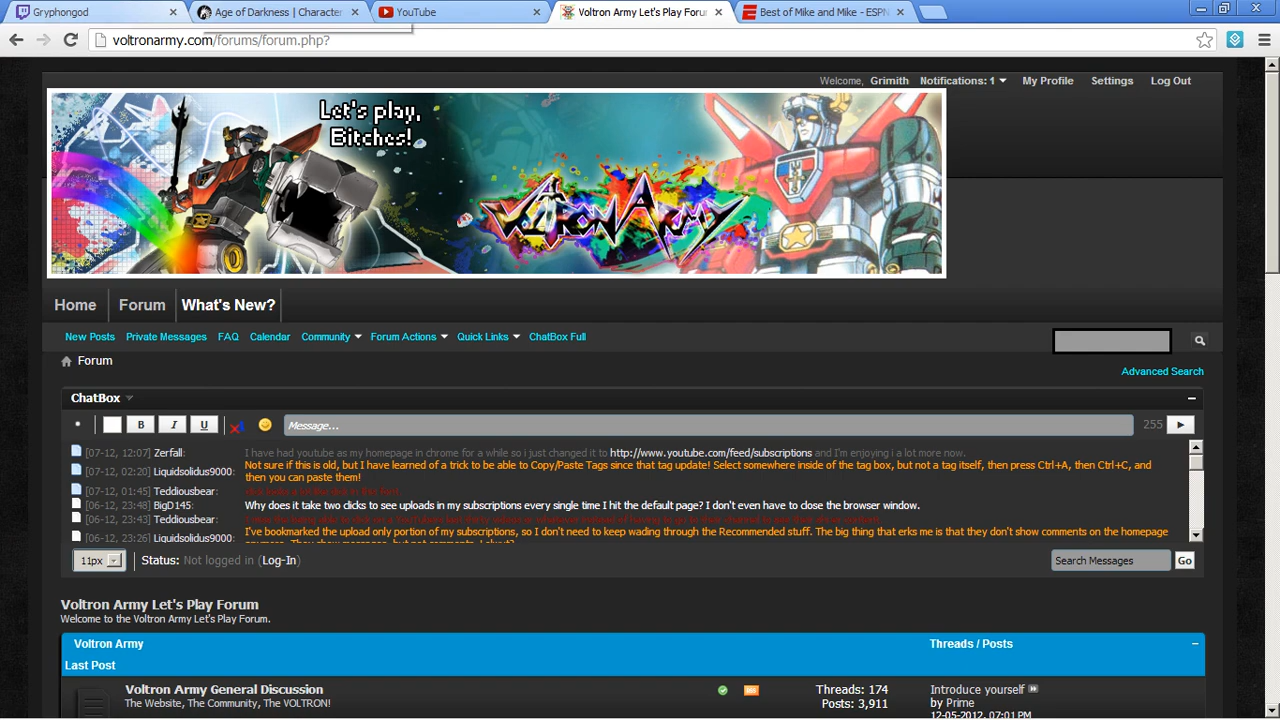 Gryphongod
Age of Darkness | Character
YouTube
Voltron Army Let's Play Foru
Best of Mike and Mike - ESPN
voltronarmy.com/forums/forum.php?
Welcome, Grimith Notifications: 1 My Profile Settings Log Out
Let's play,
Bitches!
Voltron Army
Home Forum What's New?
New Posts Private Messages FAQ Calendar Community Forum Actions Quick Links ChatBox Full
Forum
Advanced Search
ChatBox
B I U Message... 255
[07-12, 12:07] Zerfall: I have had youtube as my homepage in chrome for a while so i just changed it to http://www.youtube.com/feed/subscriptions and I'm enjoying i a lot more now.
[07-12, 02:20] Liquidsolidus9000: Not sure if this is old, but I have learned of a trick to be able to Copy/Paste Tags since that tag update! Select somewhere inside of the tag box, but not a tag itself, then press Ctrl+A, then Ctrl+C, and
then you can paste them!
[07-12, 01:45] Teddiousbear:
[06-12, 23:48] BigD145: Why does it take two clicks to see uploads in my subscriptions every single time I hit the default page? I don't even have to close the browser window.
[06-12, 23:43] Teddiousbear:
[06-12, 23:26] Liquidsolidus9000: I've bookmarked the upload only portion of my subscriptions, so I don't need to keep wading through the Recommended stuff. The big thing that erks me is that they don't show comments on the homepage
11px Status: Not logged in (Log-In) Search Messages Go
Voltron Army Let's Play Forum
Welcome to the Voltron Army Let's Play Forum.
Voltron Army Threads / Posts
Last Post
Voltron Army General Discussion Threads: 174 Introduce yourself
The Website, The Community, The VOLTRON! Posts: 3,911 by Prime
12-05-2012, 07:01 PM